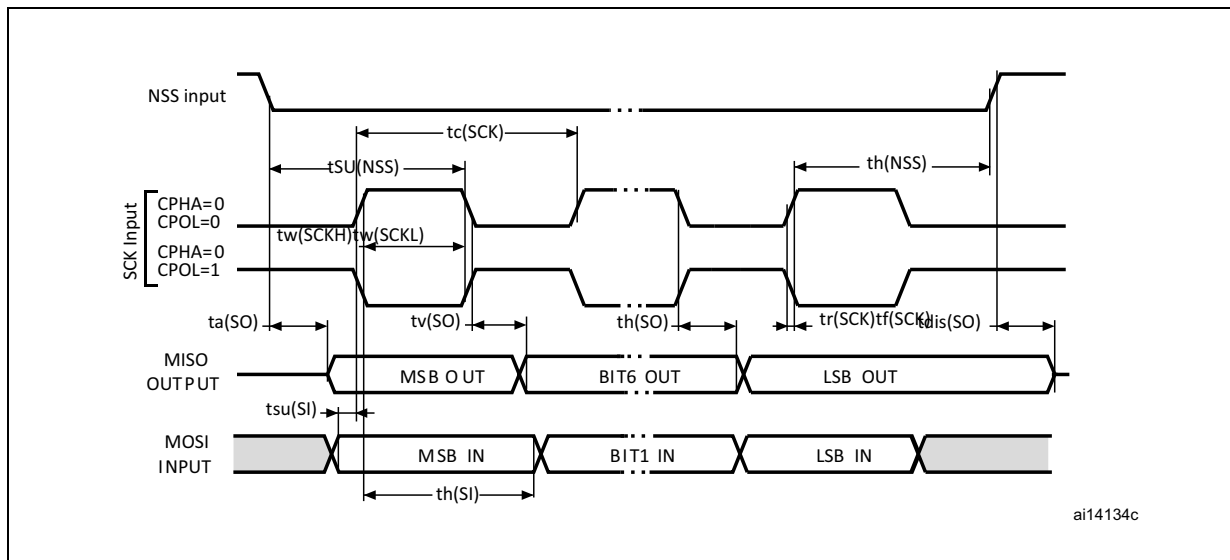 NSS input
tc(SCK)
tSU(NSS)
th(NSS)
SCK Input
CPHA=0
CPOL=0
tw(SCKH)tw(SCKL)
CPHA=0
CPOL=1
ta(SO)
tv(SO)
th(SO)
tr(SCK)tf(SCK)
tdis(SO)
MISO
OUTPUT
MSB OUT
BIT6 OUT
LSB OUT
tsu(SI)
MOSI
INPUT
MSB IN
BIT1 IN
LSB IN
th(SI)
ai14134c